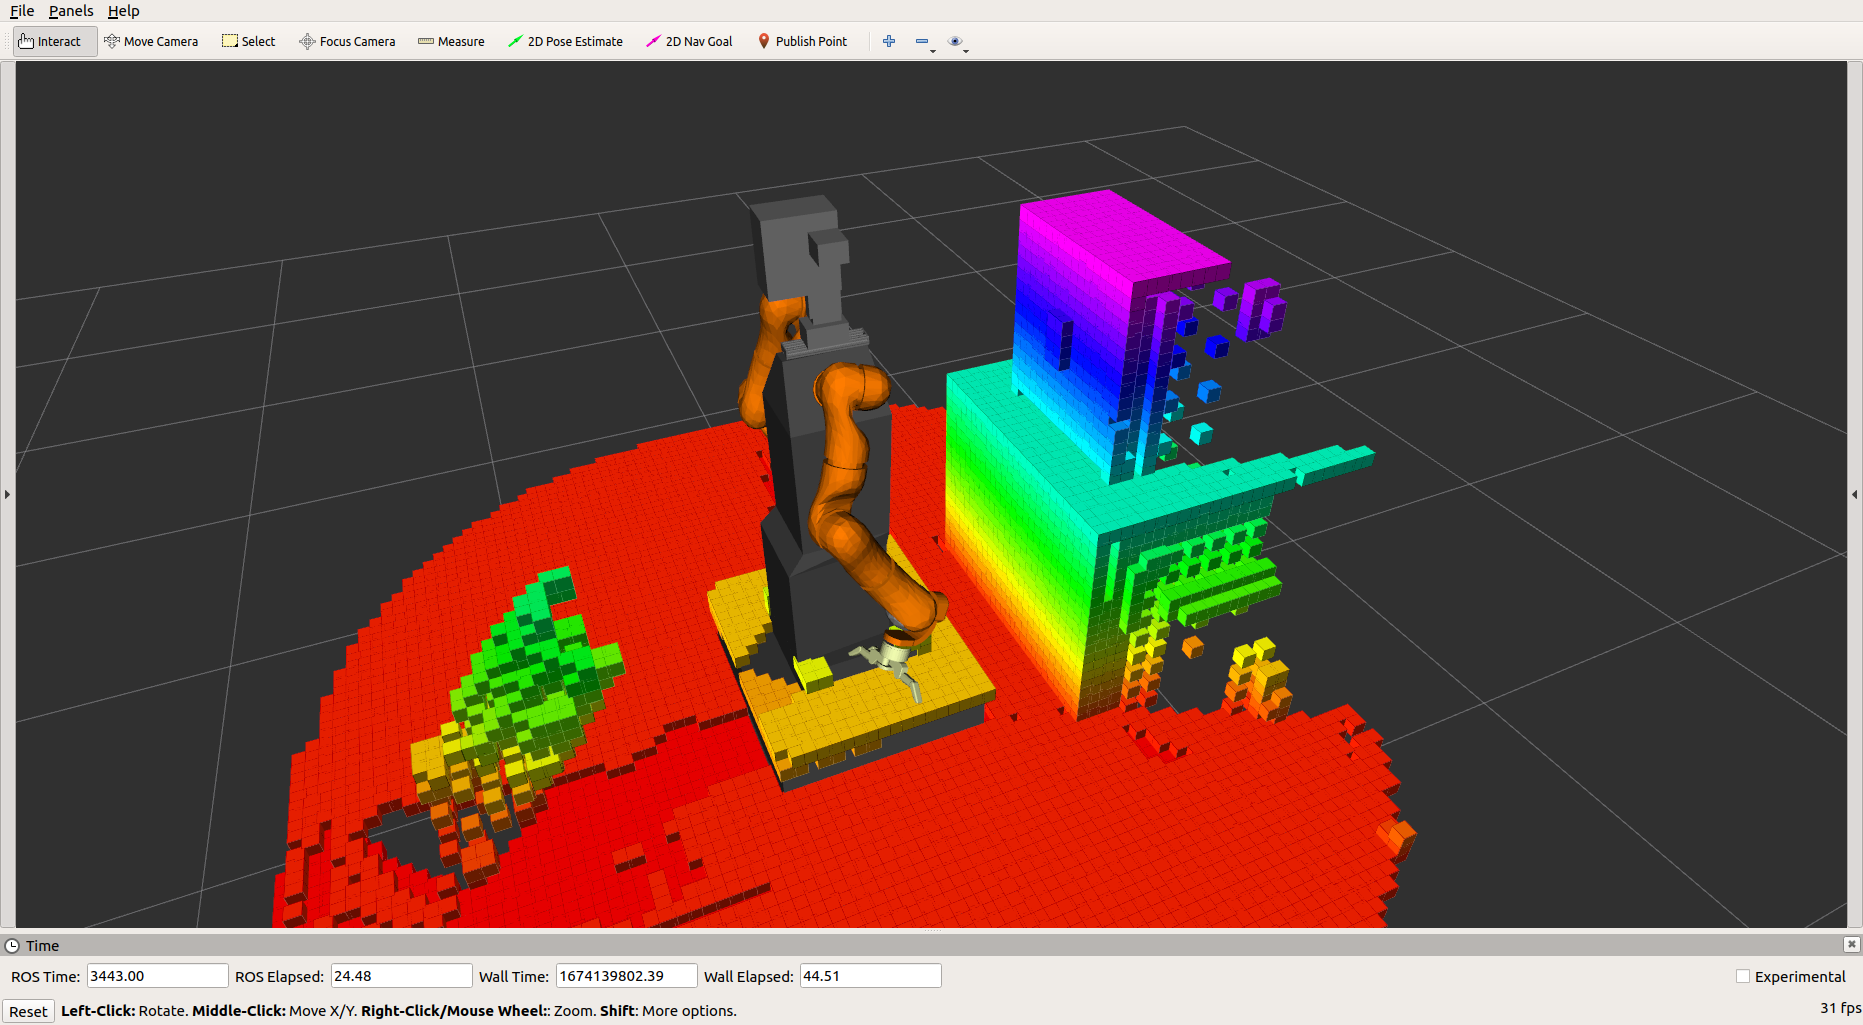 File Panels Help
Interact Move Camera Select Focus Camera Measure 2D Pose Estimate 2D Nav Goal Publish Point
Time
ROS Time: 3443.00 ROS Elapsed: 24.48 Wall Time: 1674139802.39 Wall Elapsed: 44.51 Experimental
Reset Left-Click: Rotate. Middle-Click: Move X/Y. Right-Click/Mouse Wheel:: Zoom. Shift: More options. 31 fps